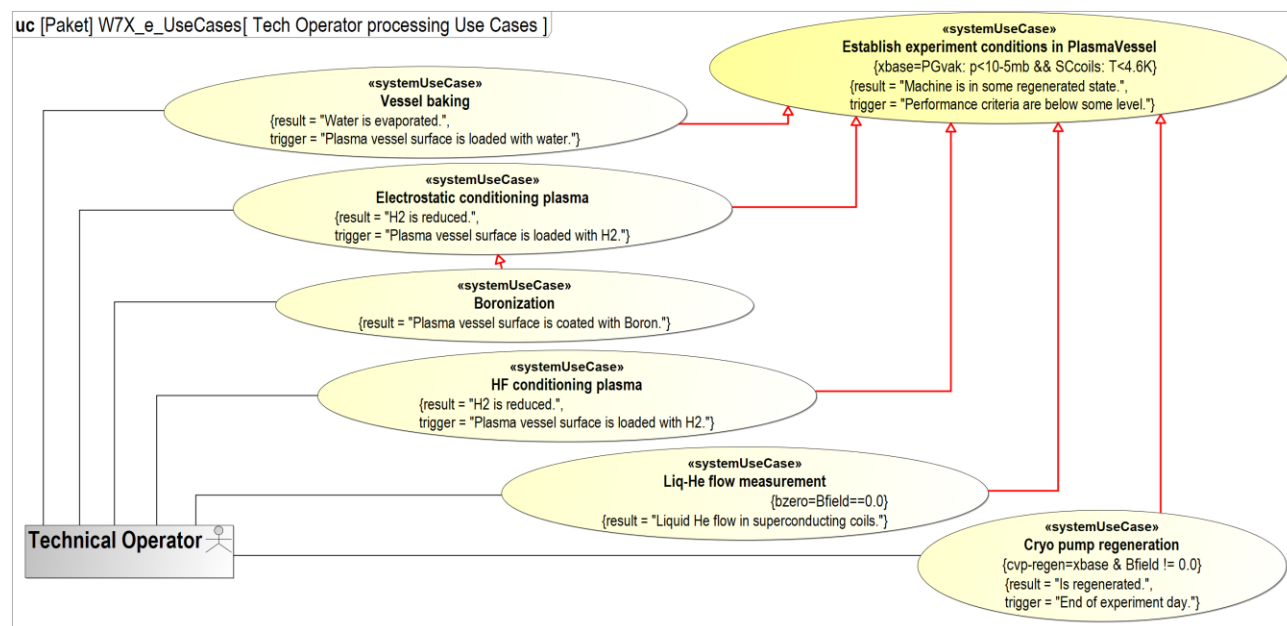 uc [Paket] W7X_e_UseCases[ Tech Operator processing Use Cases ]
«systemUseCase»
Establish experiment conditions in PlasmaVessel
{xbase=PGvak: p<10-5mb && SCcoils: T<4.6K}
{result = "Machine is in some regenerated state.",
trigger = "Performance criteria are below some level."}
«systemUseCase»
Vessel baking
{result = "Water is evaporated.",
trigger = "Plasma vessel surface is loaded with water."}
«systemUseCase»
Electrostatic conditioning plasma
{result = "H2 is reduced.",
trigger = "Plasma vessel surface is loaded with H2."}
«systemUseCase»
Boronization
{result = "Plasma vessel surface is coated with Boron."}
«systemUseCase»
HF conditioning plasma
{result = "H2 is reduced.",
trigger = "Plasma vessel surface is loaded with H2."}
«systemUseCase»
Liq-He flow measurement
{bzero=Bfield==0.0}
{result = "Liquid He flow in superconducting coils."}
Technical Operator
«systemUseCase»
Cryo pump regeneration
{cvp-regen=xbase & Bfield != 0.0}
{result = "Is regenerated.",
trigger = "End of experiment day."}